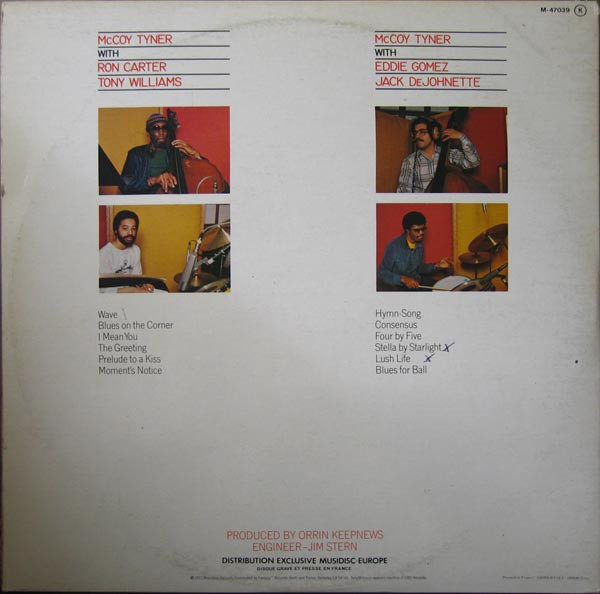 M-47039 K
McCOY TYNER
WITH
RON CARTER
TONY WILLIAMS
McCOY TYNER
WITH
EDDIE GOMEZ
JACK DeJOHNETTE
Wave
Blues on the Corner
I Mean You
The Greeting
Prelude to a Kiss
Moment's Notice
Hymn-Song
Consensus
Four by Five
Stella by Starlight x
Lush Life x
Blues for Ball
PRODUCED BY ORRIN KEEPNEWS
ENGINEER-JIM STERN
DISTRIBUTION EXCLUSIVE MUSIDISC EUROPE
DISQUE GRAVE ET PRESSE EN FRANCE